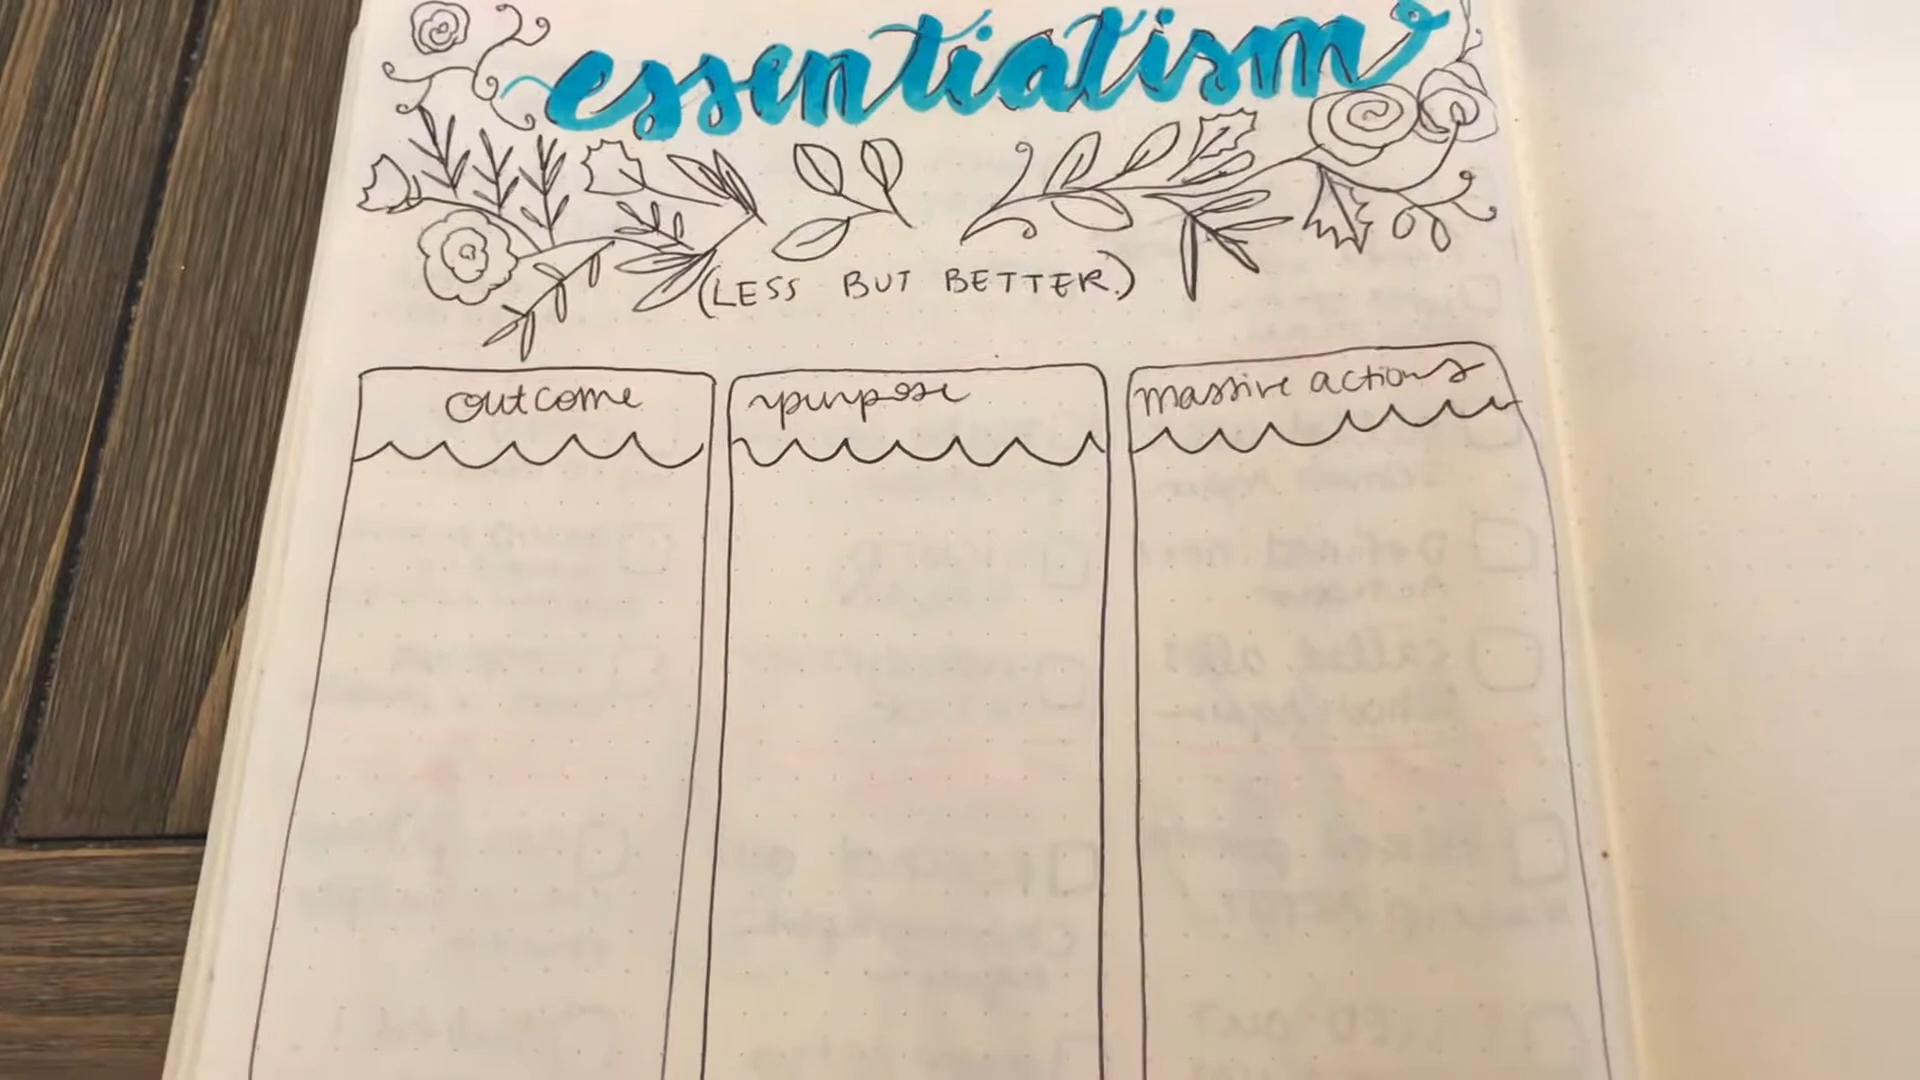 essentialism
(LESS BUT BETTER.)
outcome
purpose
massive actions